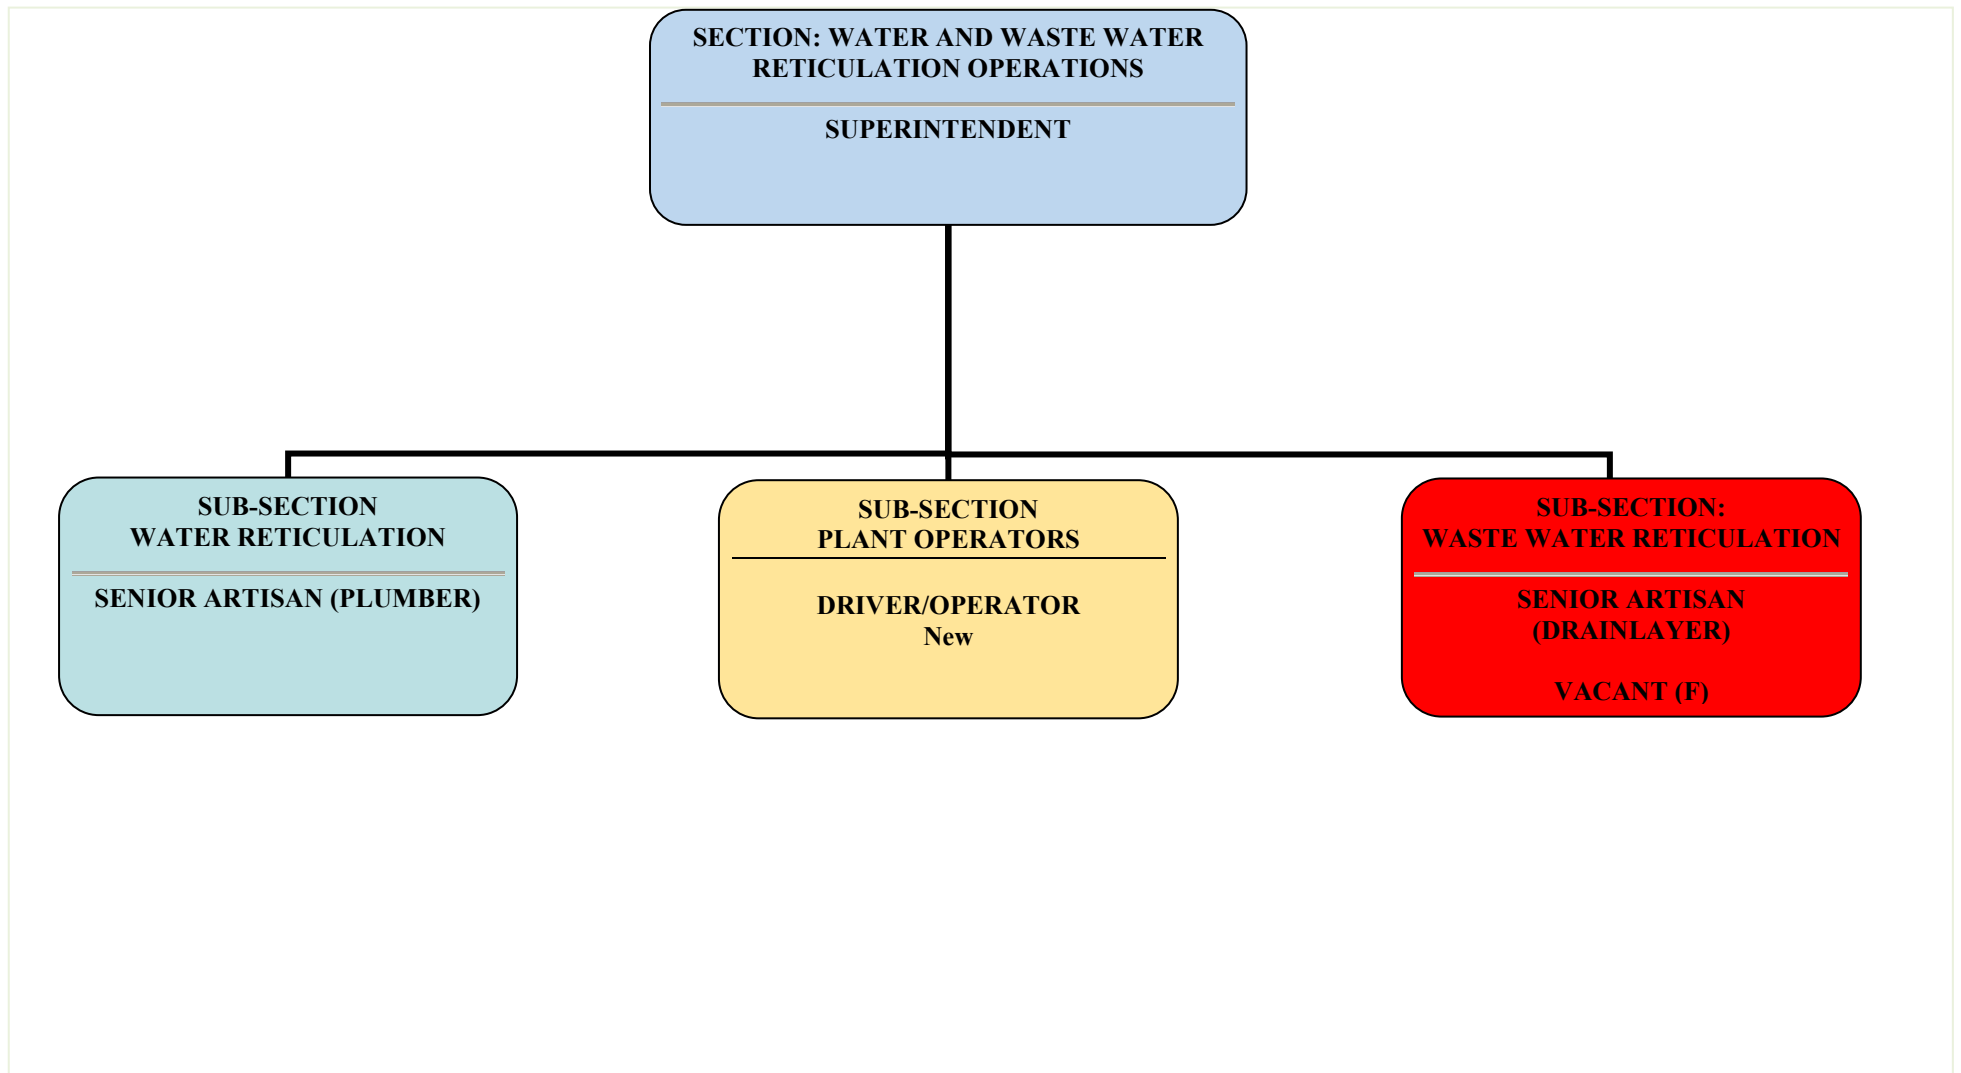 SECTION: WATER AND WASTE WATER
RETICULATION OPERATIONS
SUPERINTENDENT
SUB-SECTION
WATER RETICULATION
SENIOR ARTISAN (PLUMBER)
SUB-SECTION
PLANT OPERATORS
DRIVER/OPERATOR
New
SUB-SECTION:
WASTE WATER RETICULATION
SENIOR ARTISAN
(DRAINLAYER)
VACANT (F)